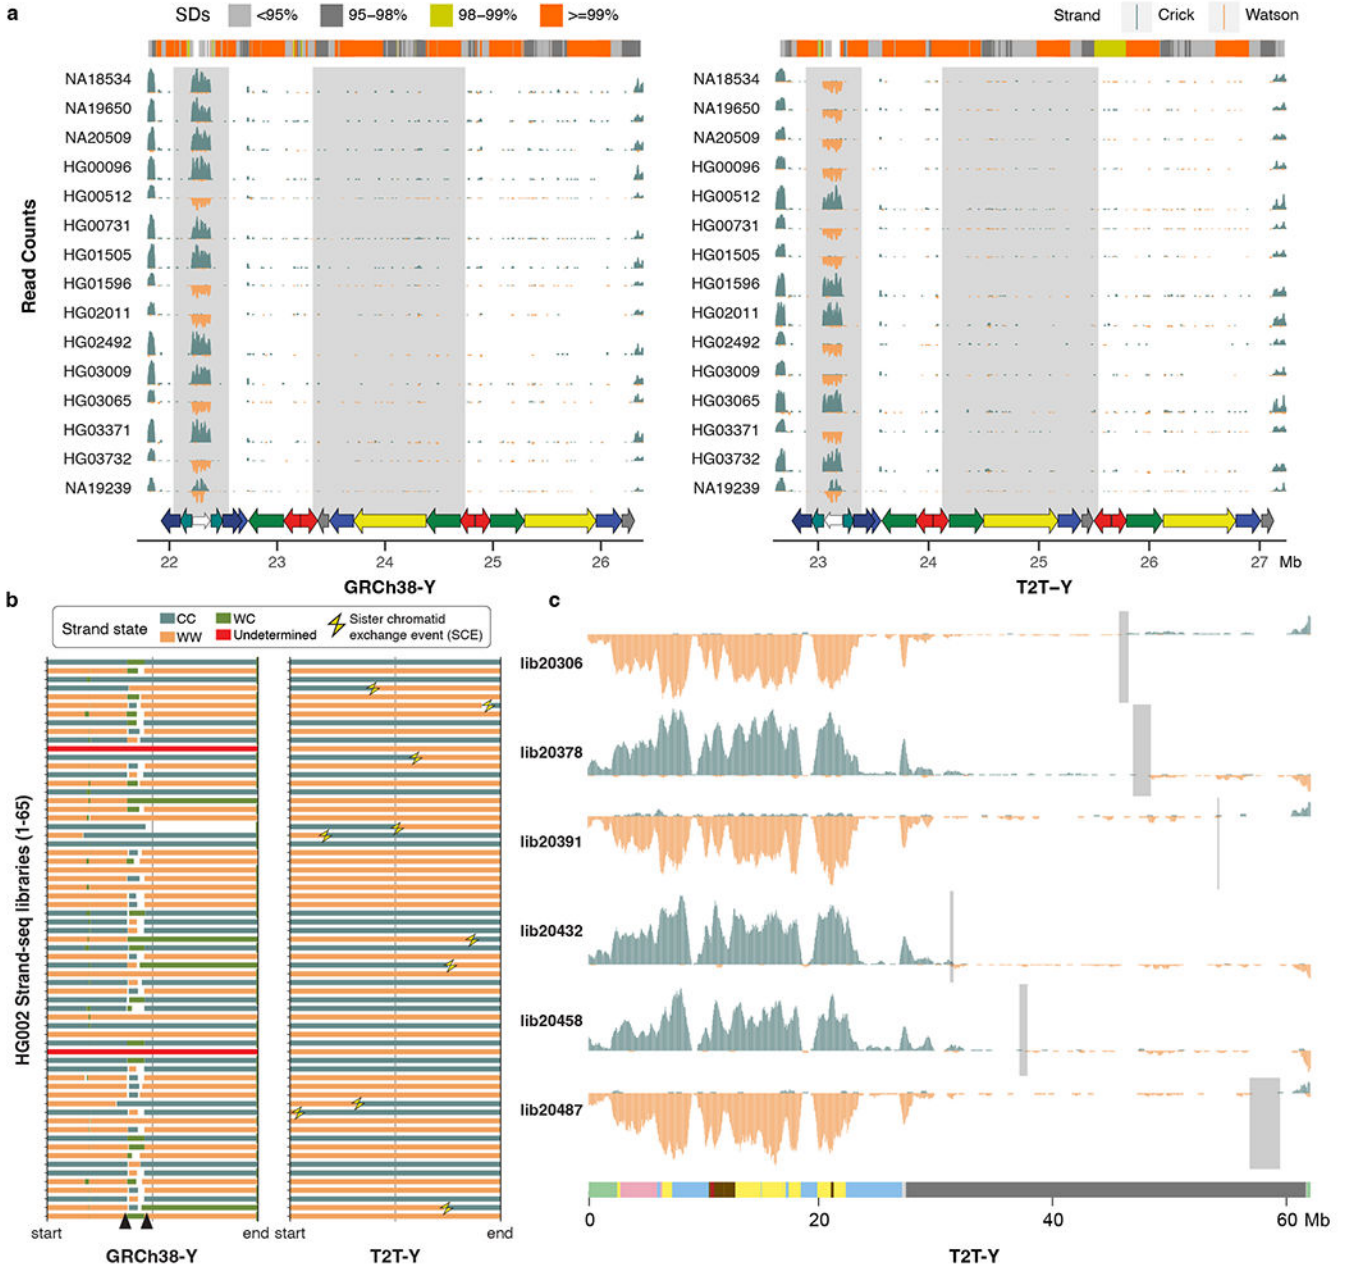 a
SDs <95% 95–98% 98–99% >=99%
Strand Crick Watson
Read Counts
NA18534
NA19650
NA20509
HG00096
HG00512
HG00731
HG01505
HG01596
HG02011
HG02492
HG03009
HG03065
HG03371
HG03732
NA19239
22 23 24 25 26
GRCh38-Y
NA18534
NA19650
NA20509
HG00096
HG00512
HG00731
HG01505
HG01596
HG02011
HG02492
HG03009
HG03065
HG03371
HG03732
NA19239
23 24 25 26 27 Mb
T2T–Y
b
Strand state
CC WC
WW Undetermined
Sister chromatid
exchange event (SCE)
HG002 Strand-seq libraries (1-65)
start end start end
GRCh38-Y T2T-Y
c
lib20306
lib20378
lib20391
lib20432
lib20458
lib20487
0 20 40 60 Mb
T2T-Y